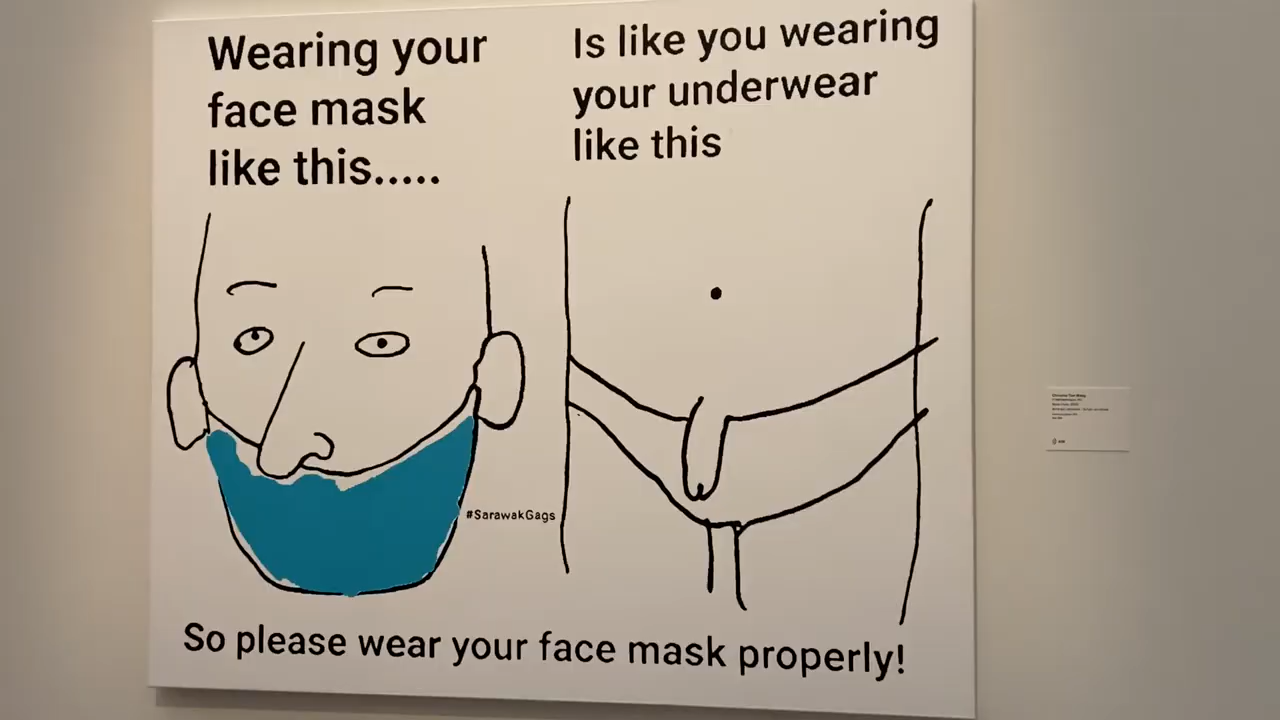 Wearing your
face mask
like this.....
Is like you wearing
your underwear
like this
#SarawakGags
So please wear your face mask properly!